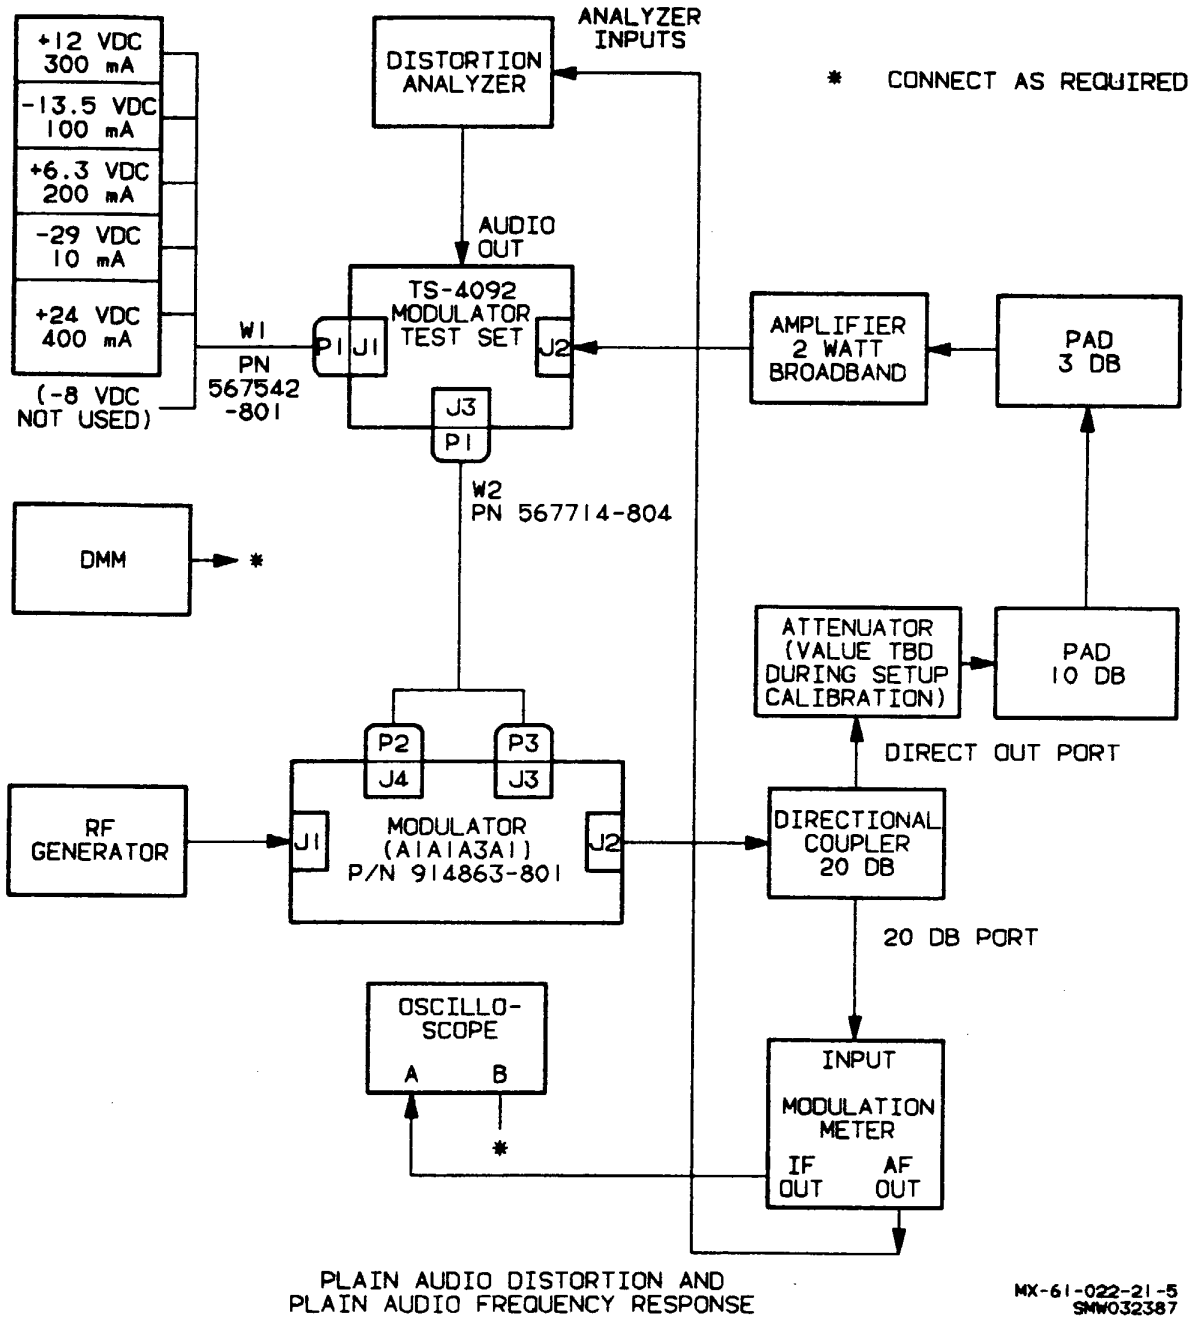 ANALYZER
INPUTS
* CONNECT AS REQUIRED
+12 VDC
300 mA
-13.5 VDC
100 mA
+6.3 VDC
200 mA
-29 VDC
10 mA
+24 VDC
400 mA
(-8 VDC
NOT USED)
DISTORTION
ANALYZER
AUDIO
OUT
W1
PN
567542
-801
P1
J1
TS-4092
MODULATOR
TEST SET
J2
J3
P1
AMPLIFIER
2 WATT
BROADBAND
PAD
3 DB
W2
PN 567714-804
DMM
*
ATTENUATOR
(VALUE TBD
DURING SETUP
CALIBRATION)
PAD
10 DB
DIRECT OUT PORT
P2
J4
P3
J3
RF
GENERATOR
J1
MODULATOR
(A1A1A3A1)
P/N 914863-801
J2
DIRECTIONAL
COUPLER
20 DB
20 DB PORT
OSCILLO-
SCOPE
A B
*
INPUT
MODULATION
METER
IF
OUT
AF
OUT
PLAIN AUDIO DISTORTION AND
PLAIN AUDIO FREQUENCY RESPONSE
MX-61-022-21-5
SMW032387